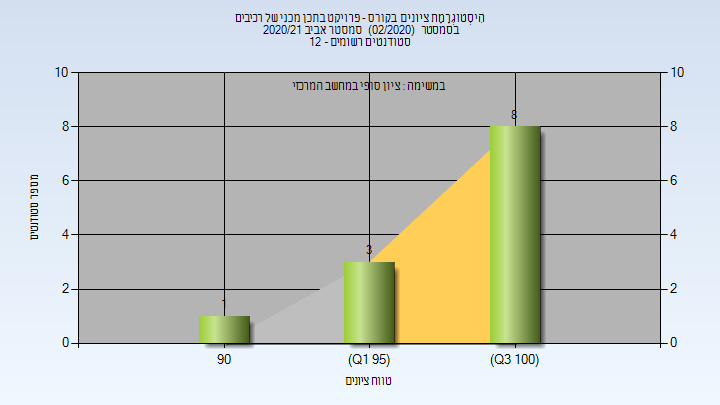 הִיסְטוֹגְרָמַת ציונים בקורס - פרויקט בתכן מכני של רכיבים
בסמסטר (02/2020) סמסטר אביב 2020/21
סטודנטים רשומים - 12
במשימה : ציון סופי במחשב המרכזי
10
8
6
4
2
0
10
8
6
4
2
0
1
3
8
מספר סטודנטים
90
(Q1 95)
(Q3 100)
טווח ציונים